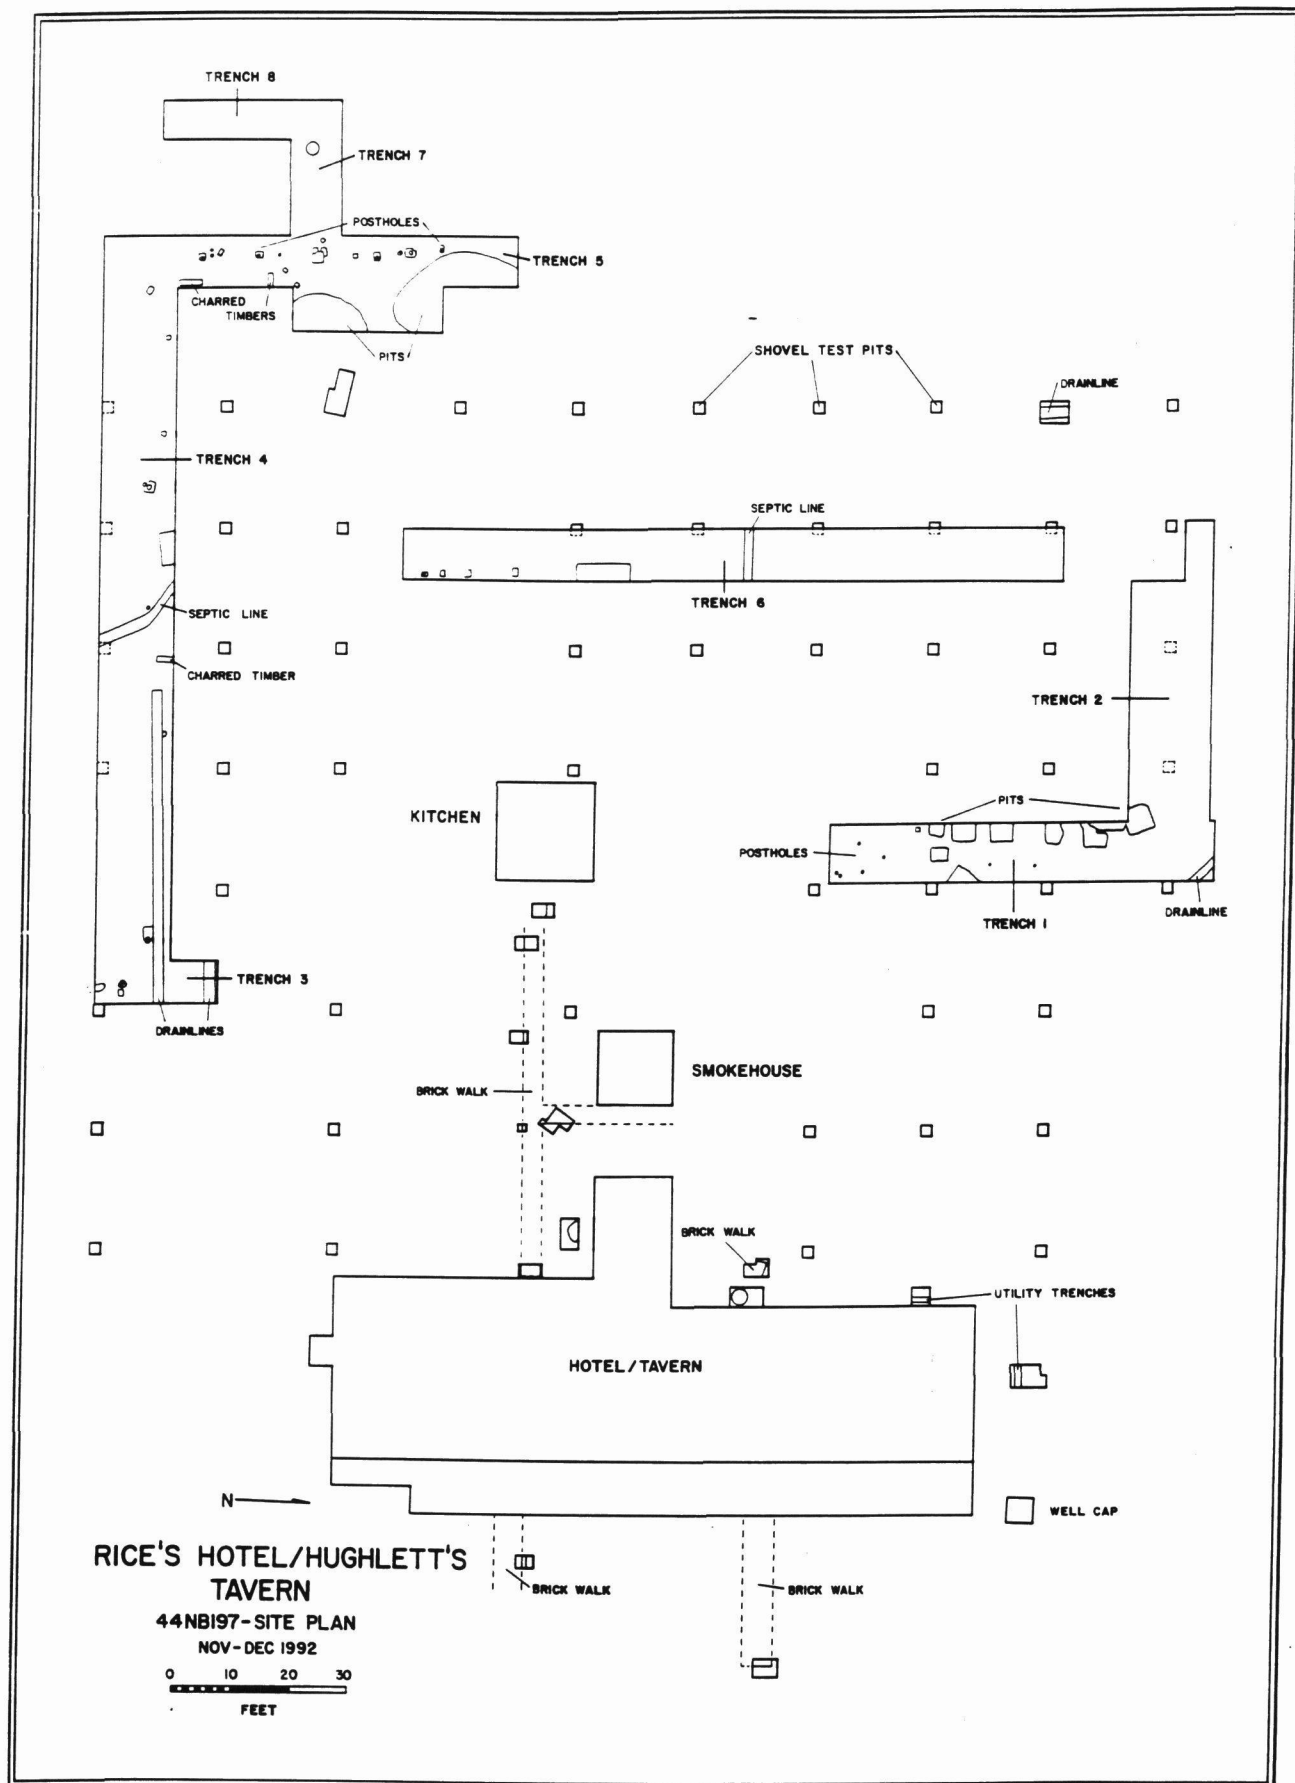 TRENCH 8
TRENCH 7
POSTHOLES
TRENCH 5
CHARRED
TIMBERS
PITS
SHOVEL TEST PITS
DRAINLINE
TRENCH 4
SEPTIC LINE
TRENCH 6
SEPTIC LINE
CHARRED TIMBER
TRENCH 2
PITS
KITCHEN
POSTHOLES
TRENCH 1
DRAINLINE
TRENCH 3
DRAINLINES
SMOKEHOUSE
BRICK WALK
BRICK WALK
UTILITY TRENCHES
HOTEL/TAVERN
N
WELL CAP
RICE'S HOTEL/HUGHLETT'S
TAVERN
44NB197-SITE PLAN
NOV-DEC 1992
0 10 20 30
FEET
BRICK WALK
BRICK WALK